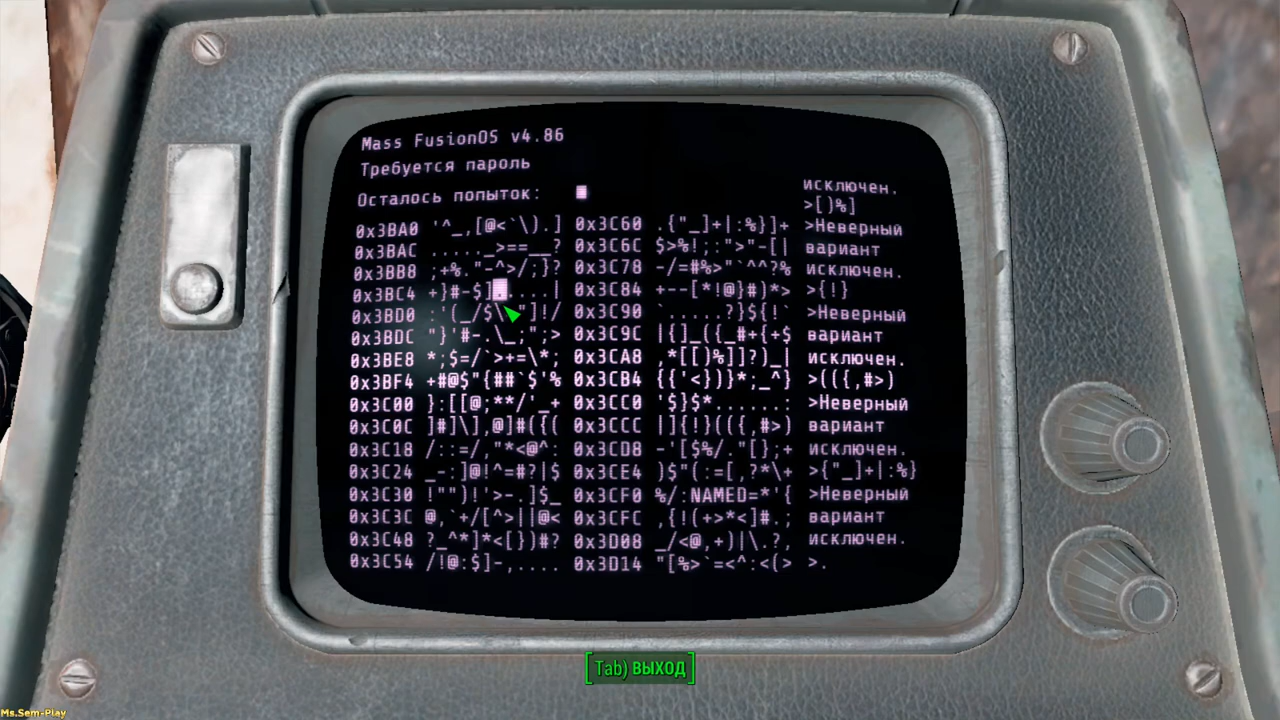 Mass FusionOS v4.86
Требуется пароль
Осталось попыток: ■
0x3BA0 '^_,[@<`\).]
0x3BAC ....._>==__?
0x3BB8 ;+%."-^>/;}?
0x3BC4 +}#-$].....|
0x3BD0
0x3BDC "}'#-.\_;";>
0x3BE8 *;$=/`>+=\*;
0x3BF4 +#@$"{##`$'%
0x3C00 }:[[@;**/'_+
0x3C0C ]#]\],@]#({(
0x3C18 /::=/,"*<@^:
0x3C24 _-:]@!^=#?|$
0x3C30 !"")!'>-.]$_
0x3C3C @,`+/[^>||@<
0x3C48 ?_^*]*<[})#?
0x3C54 /!@:$]-,....
0x3C60 .{"_]+|:%}]+
0x3C6C $>%!;:">"-[|
0x3C78 -/=#%>"`^^?%
0x3C84 +--[*!@}#)*>
0x3C90 `......?}${!`
0x3C9C |{]_({_#+{+$
0x3CA8 ,*[[)%]]?)_|
0x3CB4 {{'<}))}*;_^}
0x3CC0 '$}$*......:
0x3CCC |]{!}(({,#>)
0x3CD8 -'[$%/."[};+
0x3CE4 )$"(:=[,?*\+
0x3CF0 %/:NAMED=*'{
0x3CFC ,{!(+>*<]#.;
0x3D08 _/<@,+)|\.?,
0x3D14 "[%>`=<^:<(>
исключен.
>[)%]
>Неверный
вариант
исключен.
>{!}
>Неверный
вариант
исключен.
>(({,#>)
>Неверный
вариант
исключен.
>{"_]+|:%}
>Неверный
вариант
исключен.
>.
Tab) ВЫХОД
Ms.Sem-Play